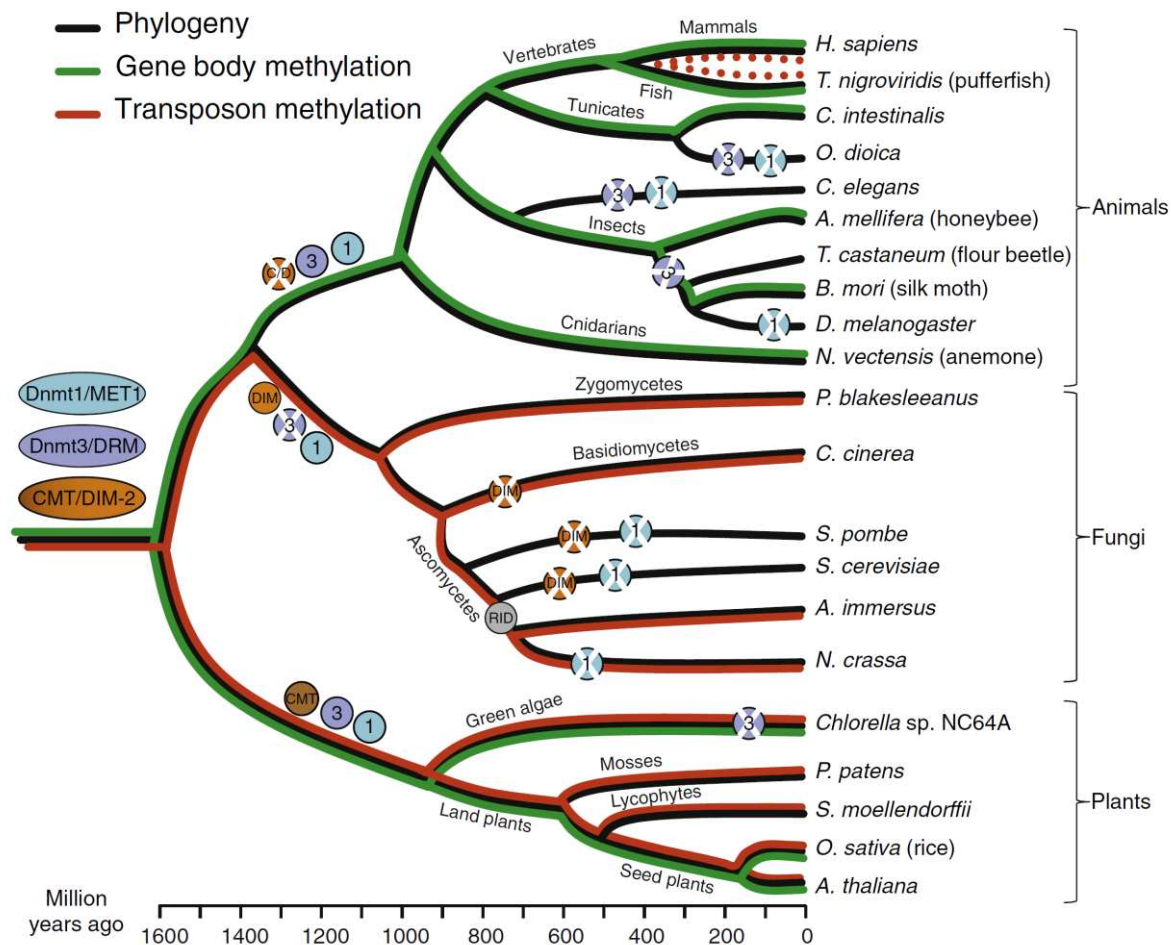 Phylogeny
Gene body methylation
Transposon methylation
Vertebrates
Mammals
Fish
Tunicates
H. sapiens
T. nigroviridis (pufferfish)
C. intestinalis
3 1
O. dioica
3 1
C. elegans
Insects
A. mellifera (honeybee)
3
T. castaneum (flour beetle)
B. mori (silk moth)
1
D. melanogaster
C/D 3 1
Cnidarians
N. vectensis (anemone)
Animals
Dnmt1/MET1
Dnmt3/DRM
CMT/DIM-2
DIM
3
1
Zygomycetes
P. blakesleeanus
Basidiomycetes
DIM
C. cinerea
Ascomycetes
DIM 1
S. pombe
DIM 1
S. cerevisiae
RID
A. immersus
1
N. crassa
Fungi
CMT 3 1
Green algae
3
Chlorella sp. NC64A
Land plants
Mosses
P. patens
Lycophytes
S. moellendorffii
Seed plants
O. sativa (rice)
A. thaliana
Plants
Million
years ago
1600 1400 1200 1000 800 600 400 200 0